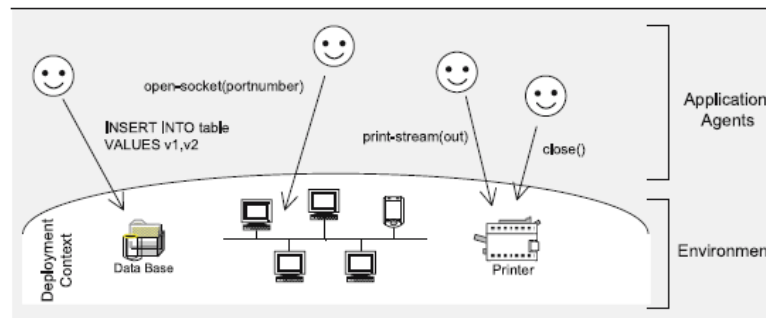 open-socket(portnumber)
INSERT INTO table
VALUES v1,v2
print-stream(out)
close()
Application
Agents
Deployment
Context
Data Base
Printer
Environment